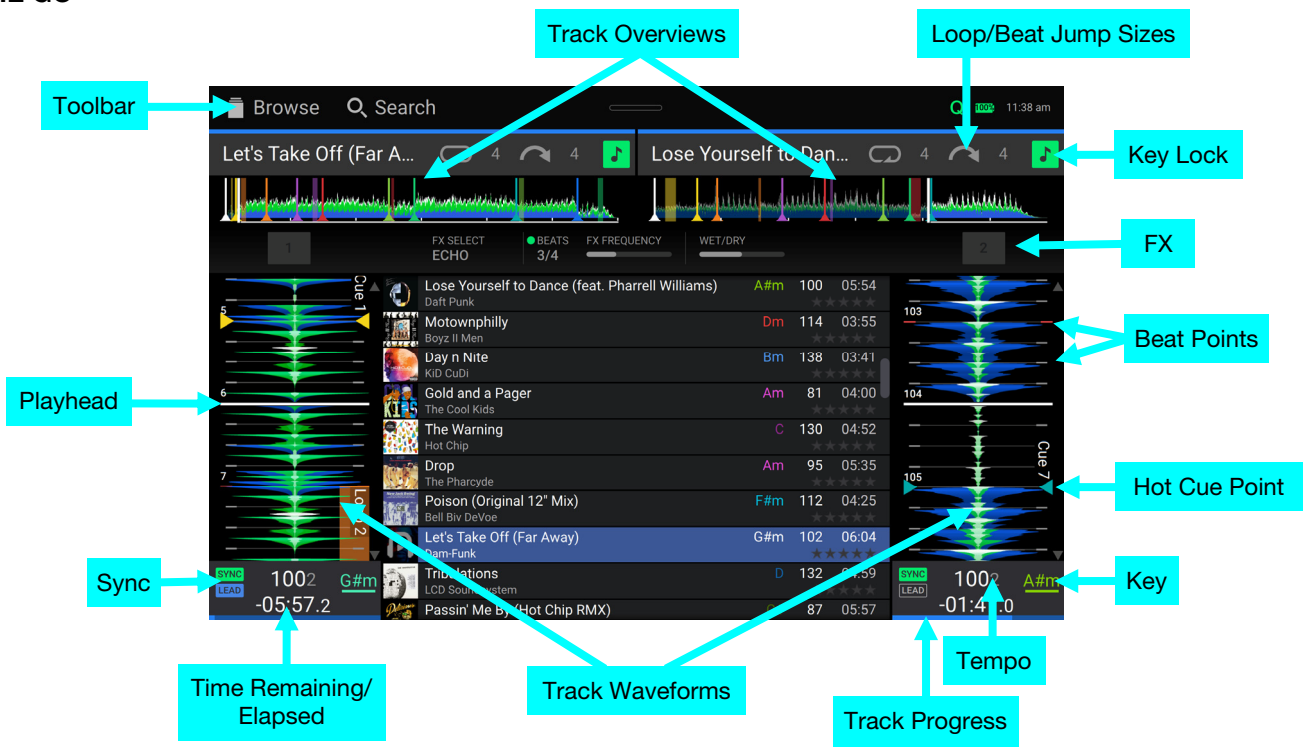 Track Overviews
Loop/Beat Jump Sizes
Toolbar
Browse
Search
Q
100%
11:38 am
Let's Take Off (Far A...
4
4
Lose Yourself to Dan...
4
4
Key Lock
1
FX SELECT
ECHO
BEATS
3/4
FX FREQUENCY
WET/DRY
2
FX
Cue 1
5
6
7
Loop 2
Lose Yourself to Dance (feat. Pharrell Williams) A#m 100 05:54
Daft Punk
Motownphilly Dm 114 03:55
Boyz II Men
Day n Nite Bm 138 03:41
KiD CuDi
Gold and a Pager Am 81 04:00
The Cool Kids
The Warning C 130 04:52
Hot Chip
Drop Am 95 05:35
The Pharcyde
Poison (Original 12" Mix) F#m 112 04:25
Bell Biv DeVoe
Let's Take Off (Far Away) G#m 102 06:04
Dam-Funk
Tribulations D 132 04:59
LCD Soundsystem
Passin' Me By (Hot Chip RMX) 87 05:57
103
104
105
Cue 7
Beat Points
Playhead
Hot Cue Point
Sync
SYNC
LEAD
1002
G#m
-05:57.2
SYNC
LEAD
100
A#m
Key
Time Remaining/
Elapsed
Track Waveforms
Tempo
Track Progress